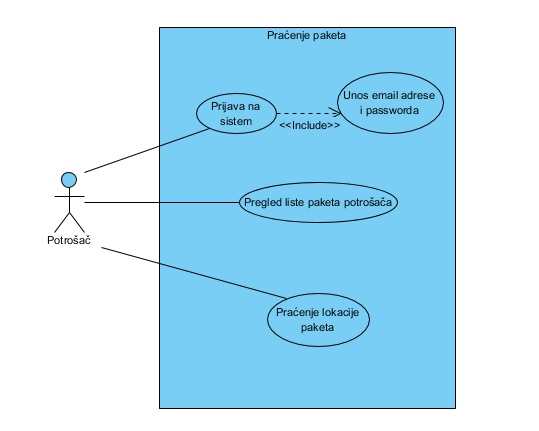 Praćenje paketa
Prijava na
sistem
<<Include>>
Unos email adrese
i passworda
Pregled liste paketa potrošača
Potrošač
Praćenje lokacije
paketa